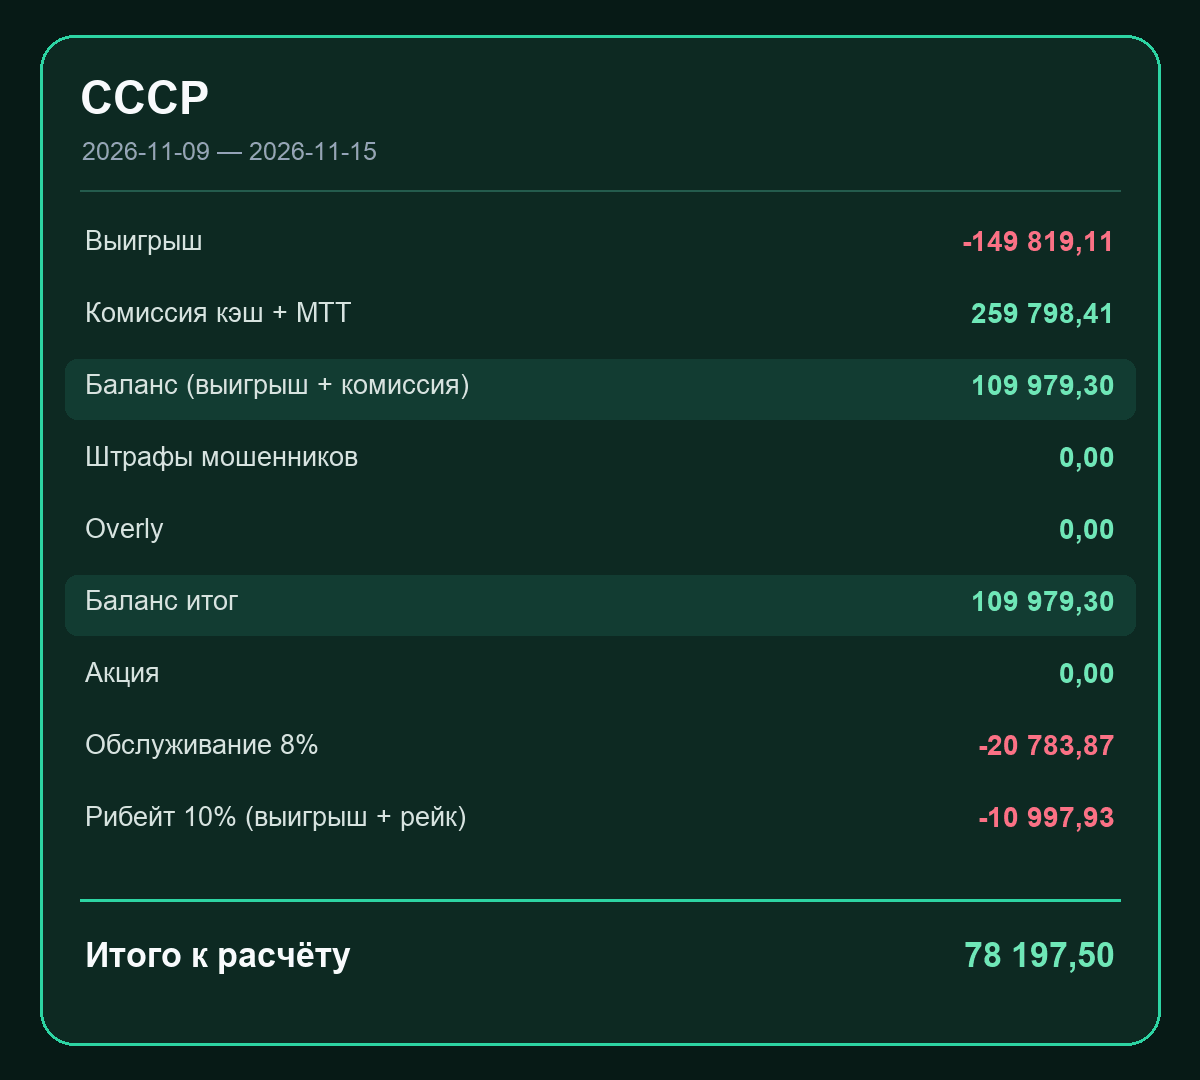 СССР
2026-11-09 — 2026-11-15
Выигрыш -149 819,11
Комиссия кэш + МТТ 259 798,41
Баланс (выигрыш + комиссия) 109 979,30
Штрафы мошенников 0,00
Overly 0,00
Баланс итог 109 979,30
Акция 0,00
Обслуживание 8% -20 783,87
Рибейт 10% (выигрыш + рейк) -10 997,93
Итого к расчёту 78 197,50